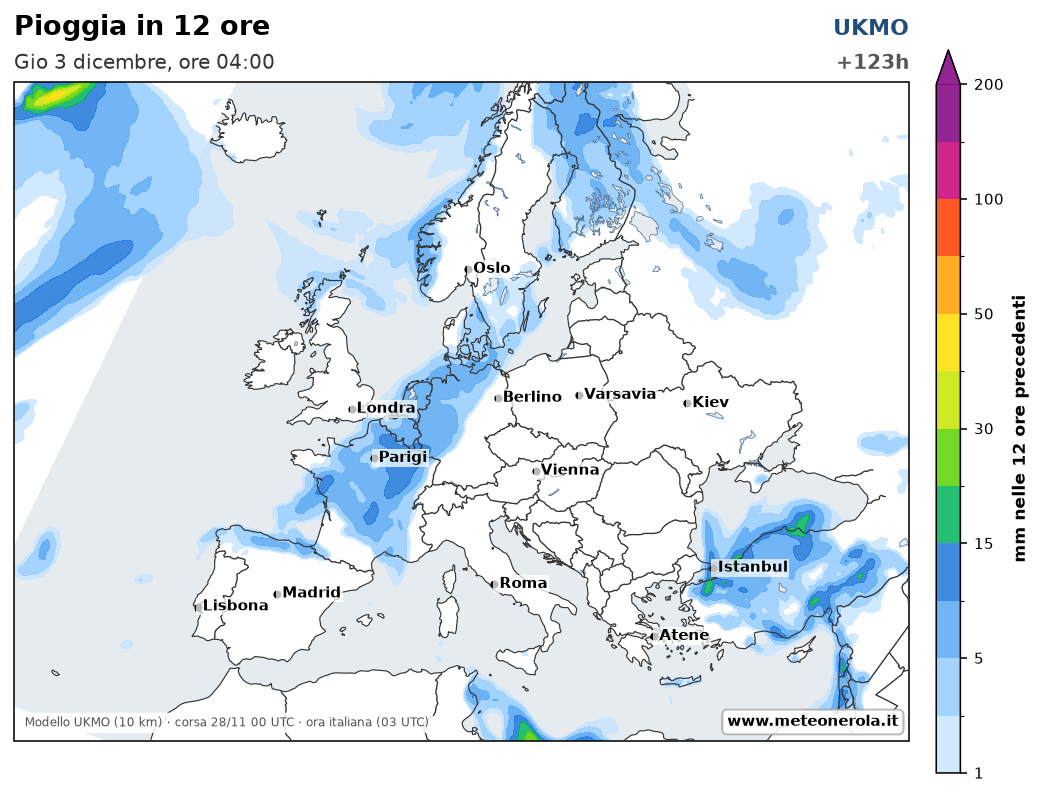 Pioggia in 12 ore
UKMO
Gio 3 dicembre, ore 04:00
+123h
200
100
50
30
15
5
1
mm nelle 12 ore precedenti
Oslo
Londra
Berlino
Varsavia
Kiev
Parigi
Vienna
Istanbul
Roma
Madrid
Lisbona
Atene
Modello UKMO (10 km) · corsa 28/11 00 UTC · ora italiana (03 UTC)
www.meteonerola.it